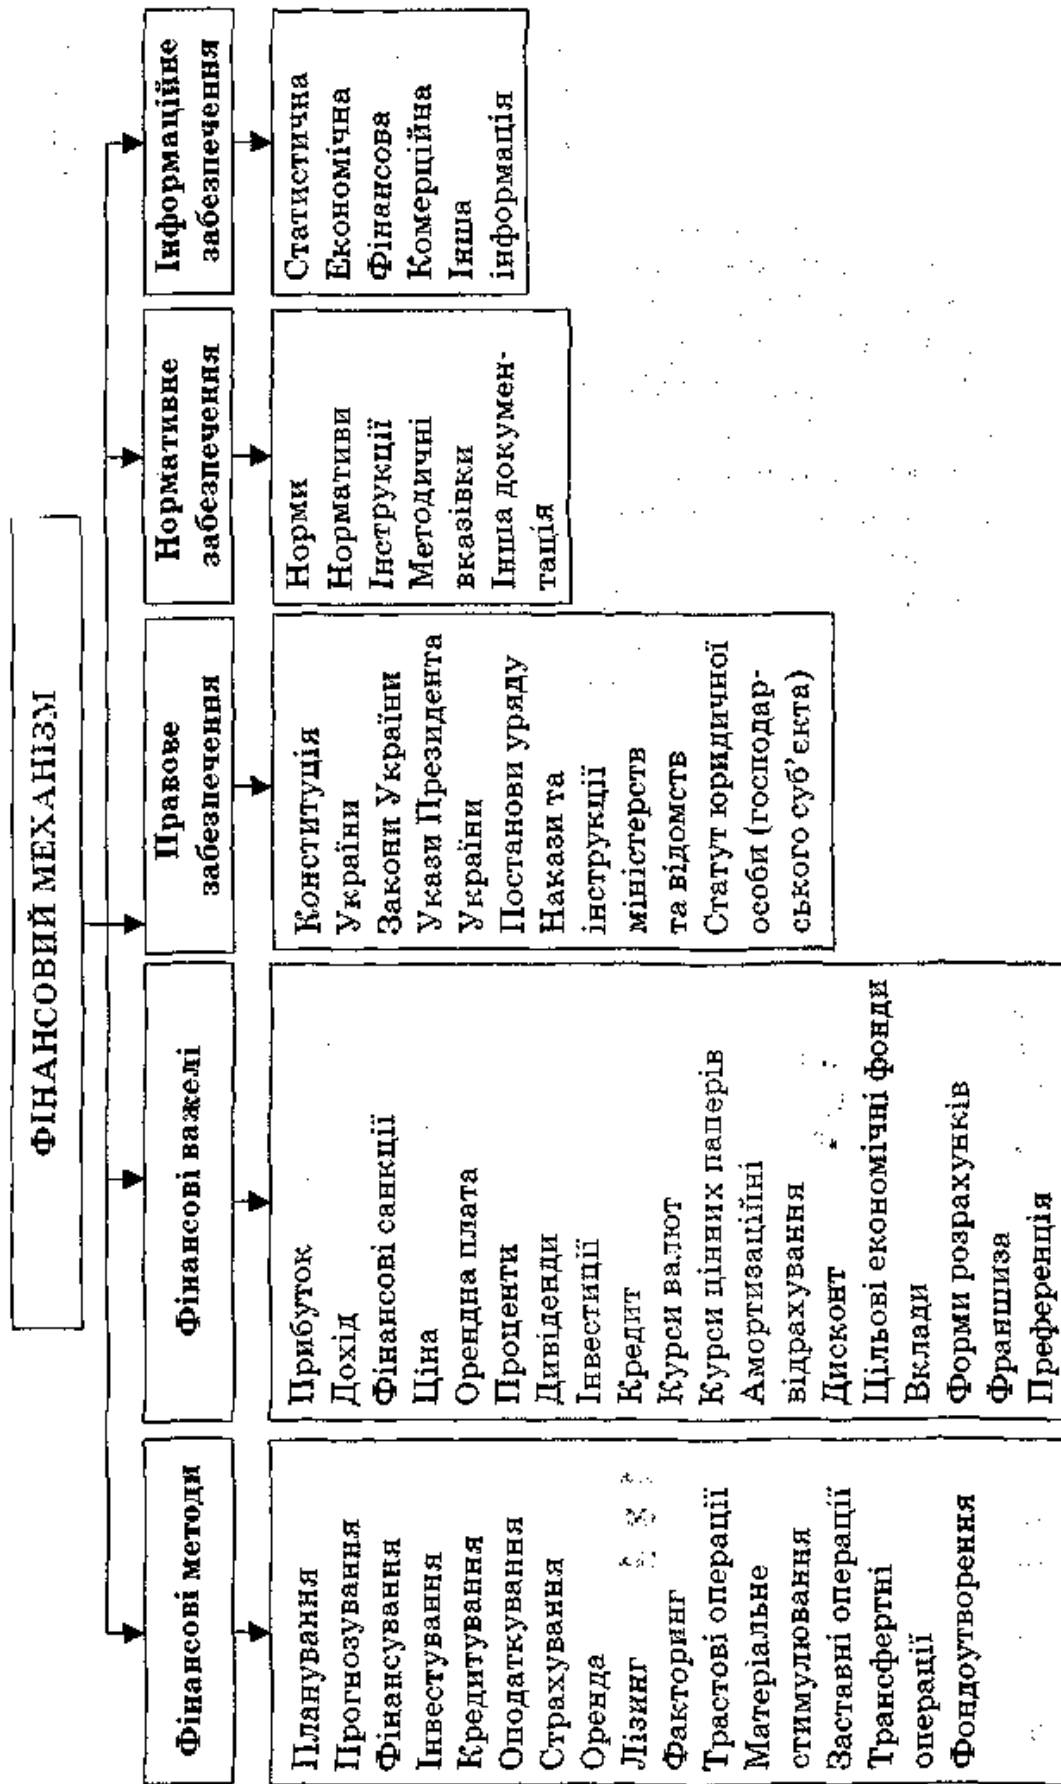 ФІНАНСОВИЙ МЕХАНІЗМ
Фінансові методи
Планування
Прогнозування
Фінансування
Інвестування
Кредитування
Оподаткування
Страхування
Оренда
Лізинг
Факторинг
Трастові операції
Матеріальне
стимулювання
Заставні операції
Трансфертні
операції
Фондоутворення
Фінансові важелі
Прибуток
Дохід
Фінансові санкції
Ціна
Орендна плата
Проценти
Дивіденди
Інвестиції
Кредит
Курси валют
Курси цінних паперів
Амортизаційні
відрахування
Дисконт
Цільові економічні фонди
Вклади
Форми розрахунків
Франшиза
Преференція
Правове
забезпечення
Конституція
України
Закони України
Укази Президента
України
Постанови уряду
Накази та
інструкції
міністерств
та відомств
Статут юридичної
особи (господар-
ського суб'єкта)
Нормативне
забезпечення
Норми
Нормативи
Інструкції
Методичні
вказівки
Інша докумен-
тація
Інформаційне
забезпечення
Статистична
Економічна
Фінансова
Комерційна
Інша
інформація